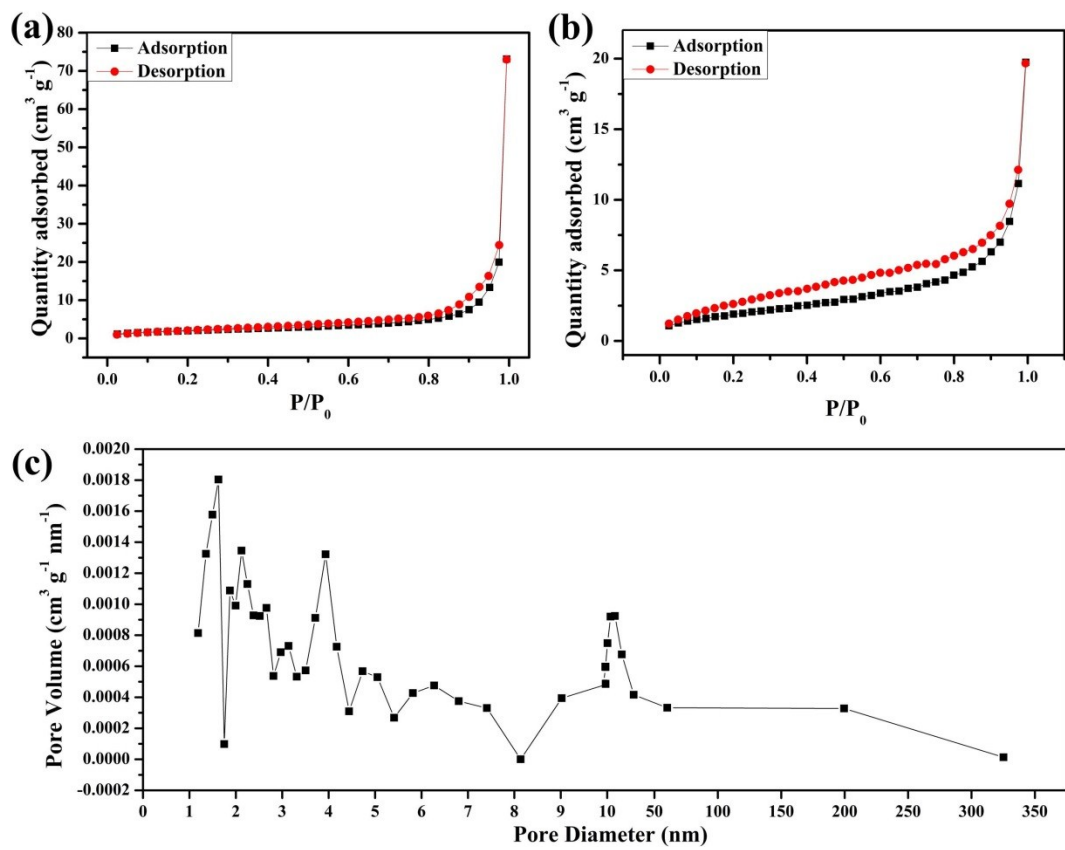 (a)
Adsorption
Desorption
Quantity adsorbed (cm³ g⁻¹)
80
70
60
50
40
30
20
10
0
0.0 0.2 0.4 0.6 0.8 1.0
P/P₀
(b)
Adsorption
Desorption
Quantity adsorbed (cm³ g⁻¹)
20
15
10
5
0
0.0 0.2 0.4 0.6 0.8 1.0
P/P₀
(c)
Pore Volume (cm³ g⁻¹ nm⁻¹)
0.0020
0.0018
0.0016
0.0014
0.0012
0.0010
0.0008
0.0006
0.0004
0.0002
0.0000
-0.0002
0 1 2 3 4 5 6 7 8 9 10 50 100 150 200 250 300 350
Pore Diameter (nm)